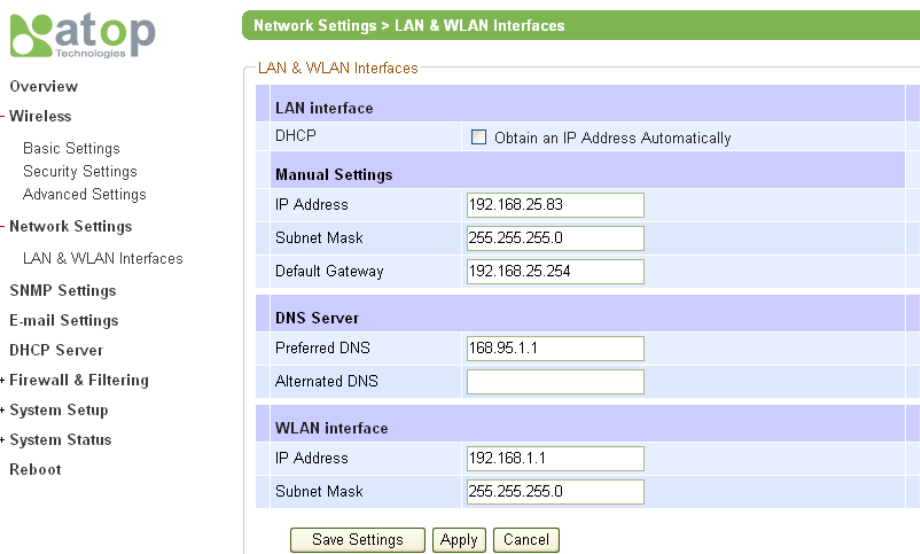 atop
Technologies
Overview
- Wireless
Basic Settings
Security Settings
Advanced Settings
- Network Settings
LAN & WLAN Interfaces
SNMP Settings
E-mail Settings
DHCP Server
+ Firewall & Filtering
+ System Setup
+ System Status
Reboot
Network Settings > LAN & WLAN Interfaces
LAN & WLAN Interfaces
LAN interface
DHCP Obtain an IP Address Automatically
Manual Settings
IP Address 192.168.25.83
Subnet Mask 255.255.255.0
Default Gateway 192.168.25.254
DNS Server
Preferred DNS 168.95.1.1
Alternated DNS
WLAN interface
IP Address 192.168.1.1
Subnet Mask 255.255.255.0
Save Settings Apply Cancel